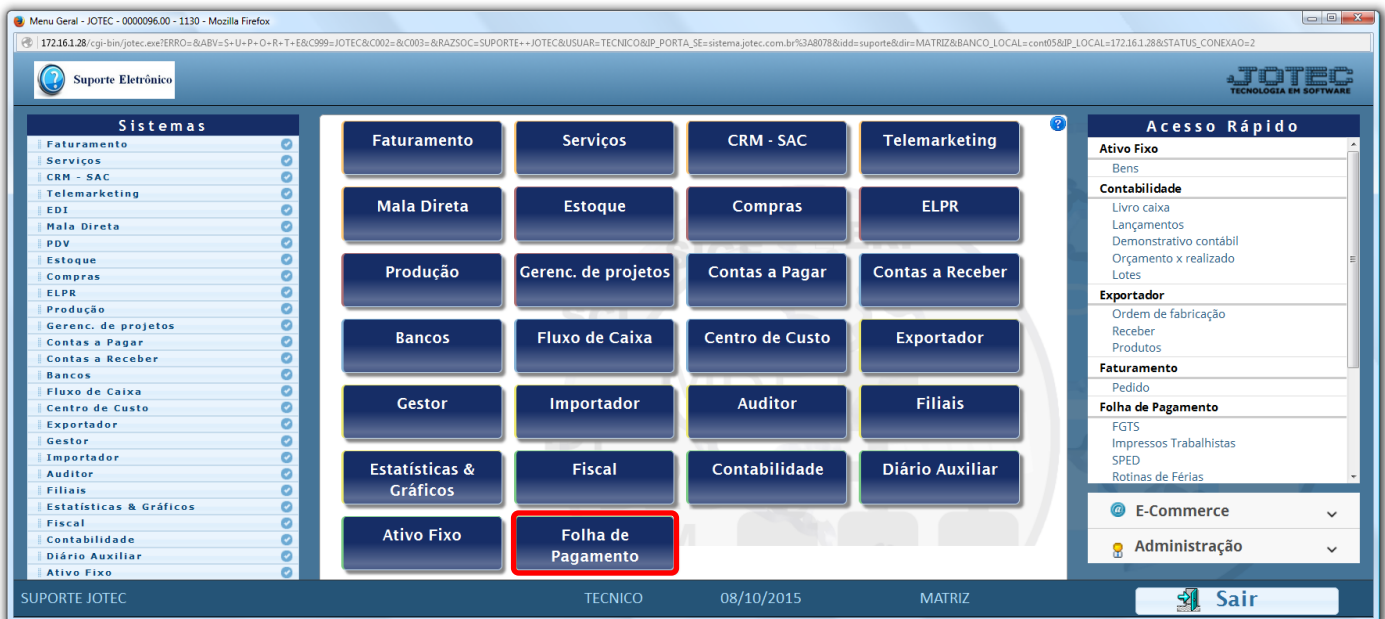 Menu Geral - JOTEC - 0000096.00 - 1130 - Mozilla Firefox
172.16.1.28/cgi-bin/jotec.exe?ERRO=&ABV=S+U+P+O+R+T+E&C999=JOTEC&C002=&C003=&RAZSOC=SUPORTE++JOTEC&USUAR=TECNICO&IP_PORTA_SE=sistema.jotec.com.br%3A8078&idd=suporte&dir=MATRIZ&BANCO_LOCAL=cont05&IP_LOCAL=172.16.1.28&STATUS_CONEXAO=2
Suporte Eletrônico
JOTEC
TECNOLOGIA EM SOFTWARE
Sistemas
Faturamento
Serviços
CRM - SAC
Telemarketing
EDI
Mala Direta
PDV
Estoque
Compras
ELPR
Produção
Gerenc. de projetos
Contas a Pagar
Contas a Receber
Bancos
Fluxo de Caixa
Centro de Custo
Exportador
Gestor
Importador
Auditor
Filiais
Estatísticas & Gráficos
Fiscal
Contabilidade
Diário Auxiliar
Ativo Fixo
Faturamento
Serviços
CRM - SAC
Telemarketing
Mala Direta
Estoque
Compras
ELPR
Produção
Gerenc. de projetos
Contas a Pagar
Contas a Receber
Bancos
Fluxo de Caixa
Centro de Custo
Exportador
Gestor
Importador
Auditor
Filiais
Estatísticas &
Gráficos
Fiscal
Contabilidade
Diário Auxiliar
Ativo Fixo
Folha de
Pagamento
Acesso Rápido
Ativo Fixo
Bens
Contabilidade
Livro caixa
Lançamentos
Demonstrativo contábil
Orçamento x realizado
Lotes
Exportador
Ordem de fabricação
Receber
Produtos
Faturamento
Pedido
Folha de Pagamento
FGTS
Impressos Trabalhistas
SPED
Rotinas de Férias
E-Commerce
Administração
SUPORTE JOTEC
TECNICO
08/10/2015
MATRIZ
Sair